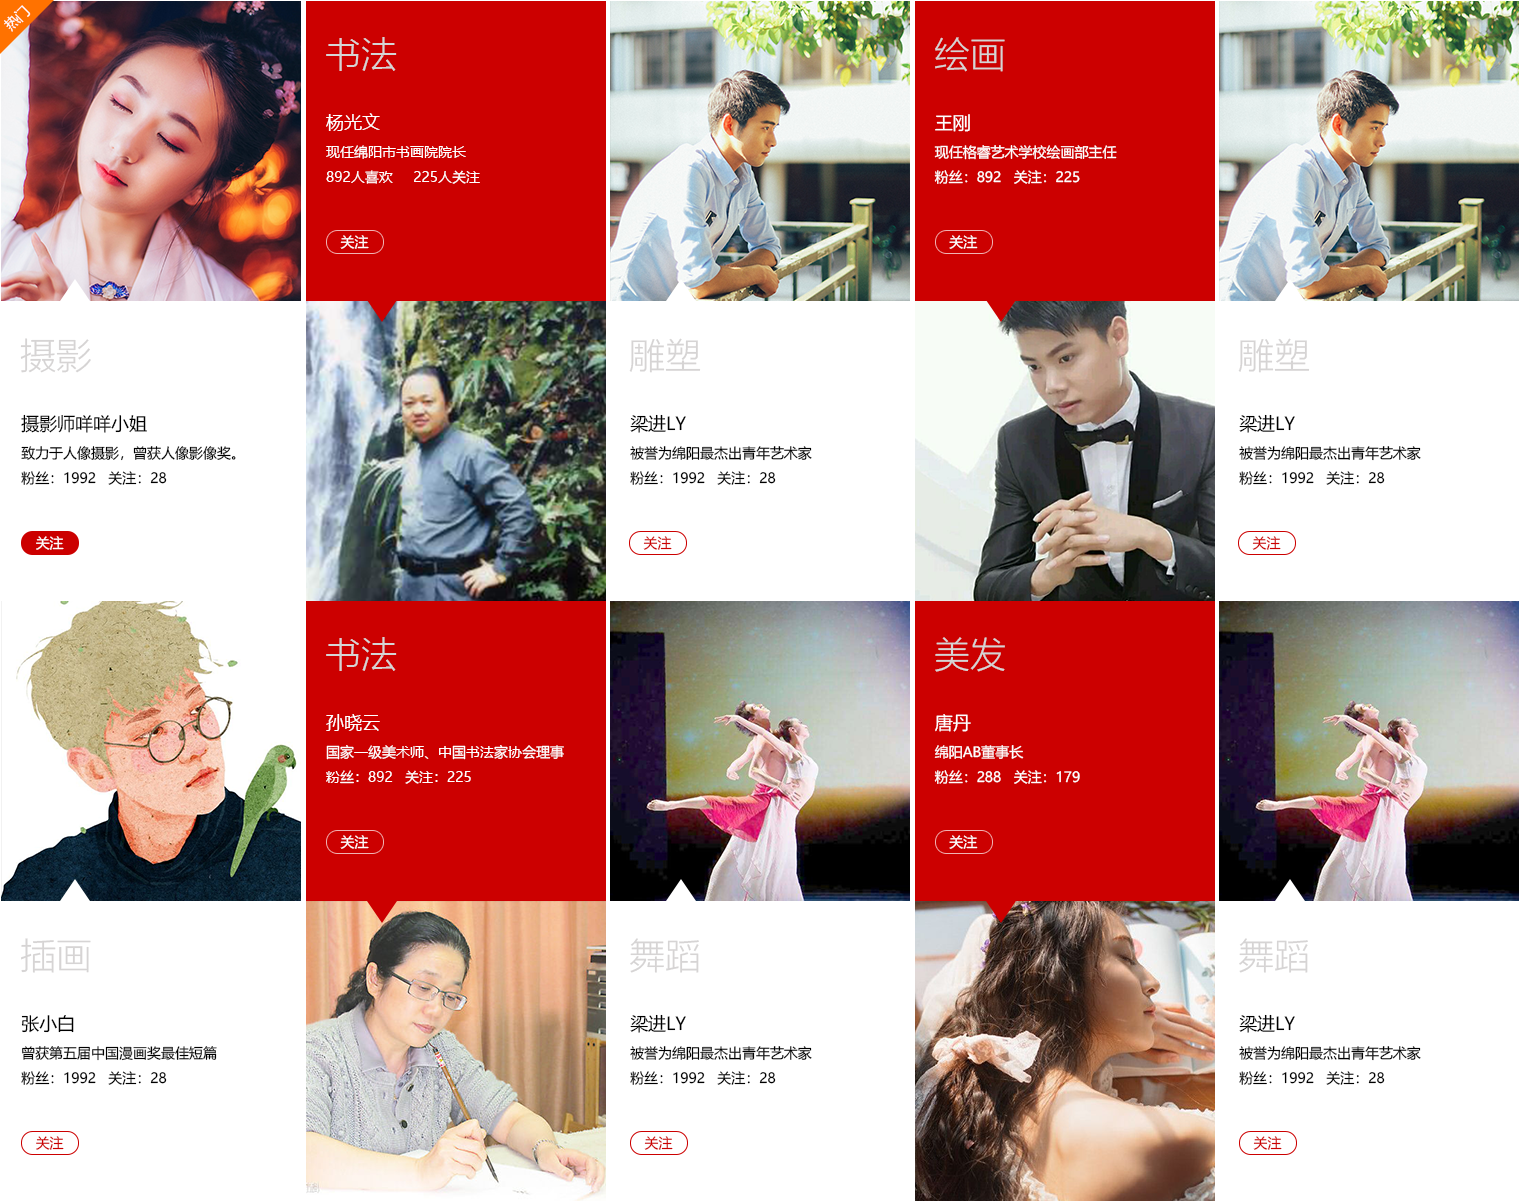 热门
书法
杨光文
现任绵阳市书画院院长
892人喜欢 225人关注
关注
绘画
王刚
现任格睿艺术学校绘画部主任
粉丝：892 关注：225
关注
摄影
摄影师咩咩小姐
致力于人像摄影，曾获人像影像奖。
粉丝：1992 关注：28
关注
雕塑
梁进LY
被誉为绵阳最杰出青年艺术家
粉丝：1992 关注：28
关注
雕塑
梁进LY
被誉为绵阳最杰出青年艺术家
粉丝：1992 关注：28
关注
书法
孙晓云
国家一级美术师、中国书法家协会理事
粉丝：892 关注：225
关注
美发
唐丹
绵阳AB董事长
粉丝：288 关注：179
关注
插画
张小白
曾获第五届中国漫画奖最佳短篇
粉丝：1992 关注：28
关注
舞蹈
梁进LY
被誉为绵阳最杰出青年艺术家
粉丝：1992 关注：28
关注
舞蹈
梁进LY
被誉为绵阳最杰出青年艺术家
粉丝：1992 关注：28
关注